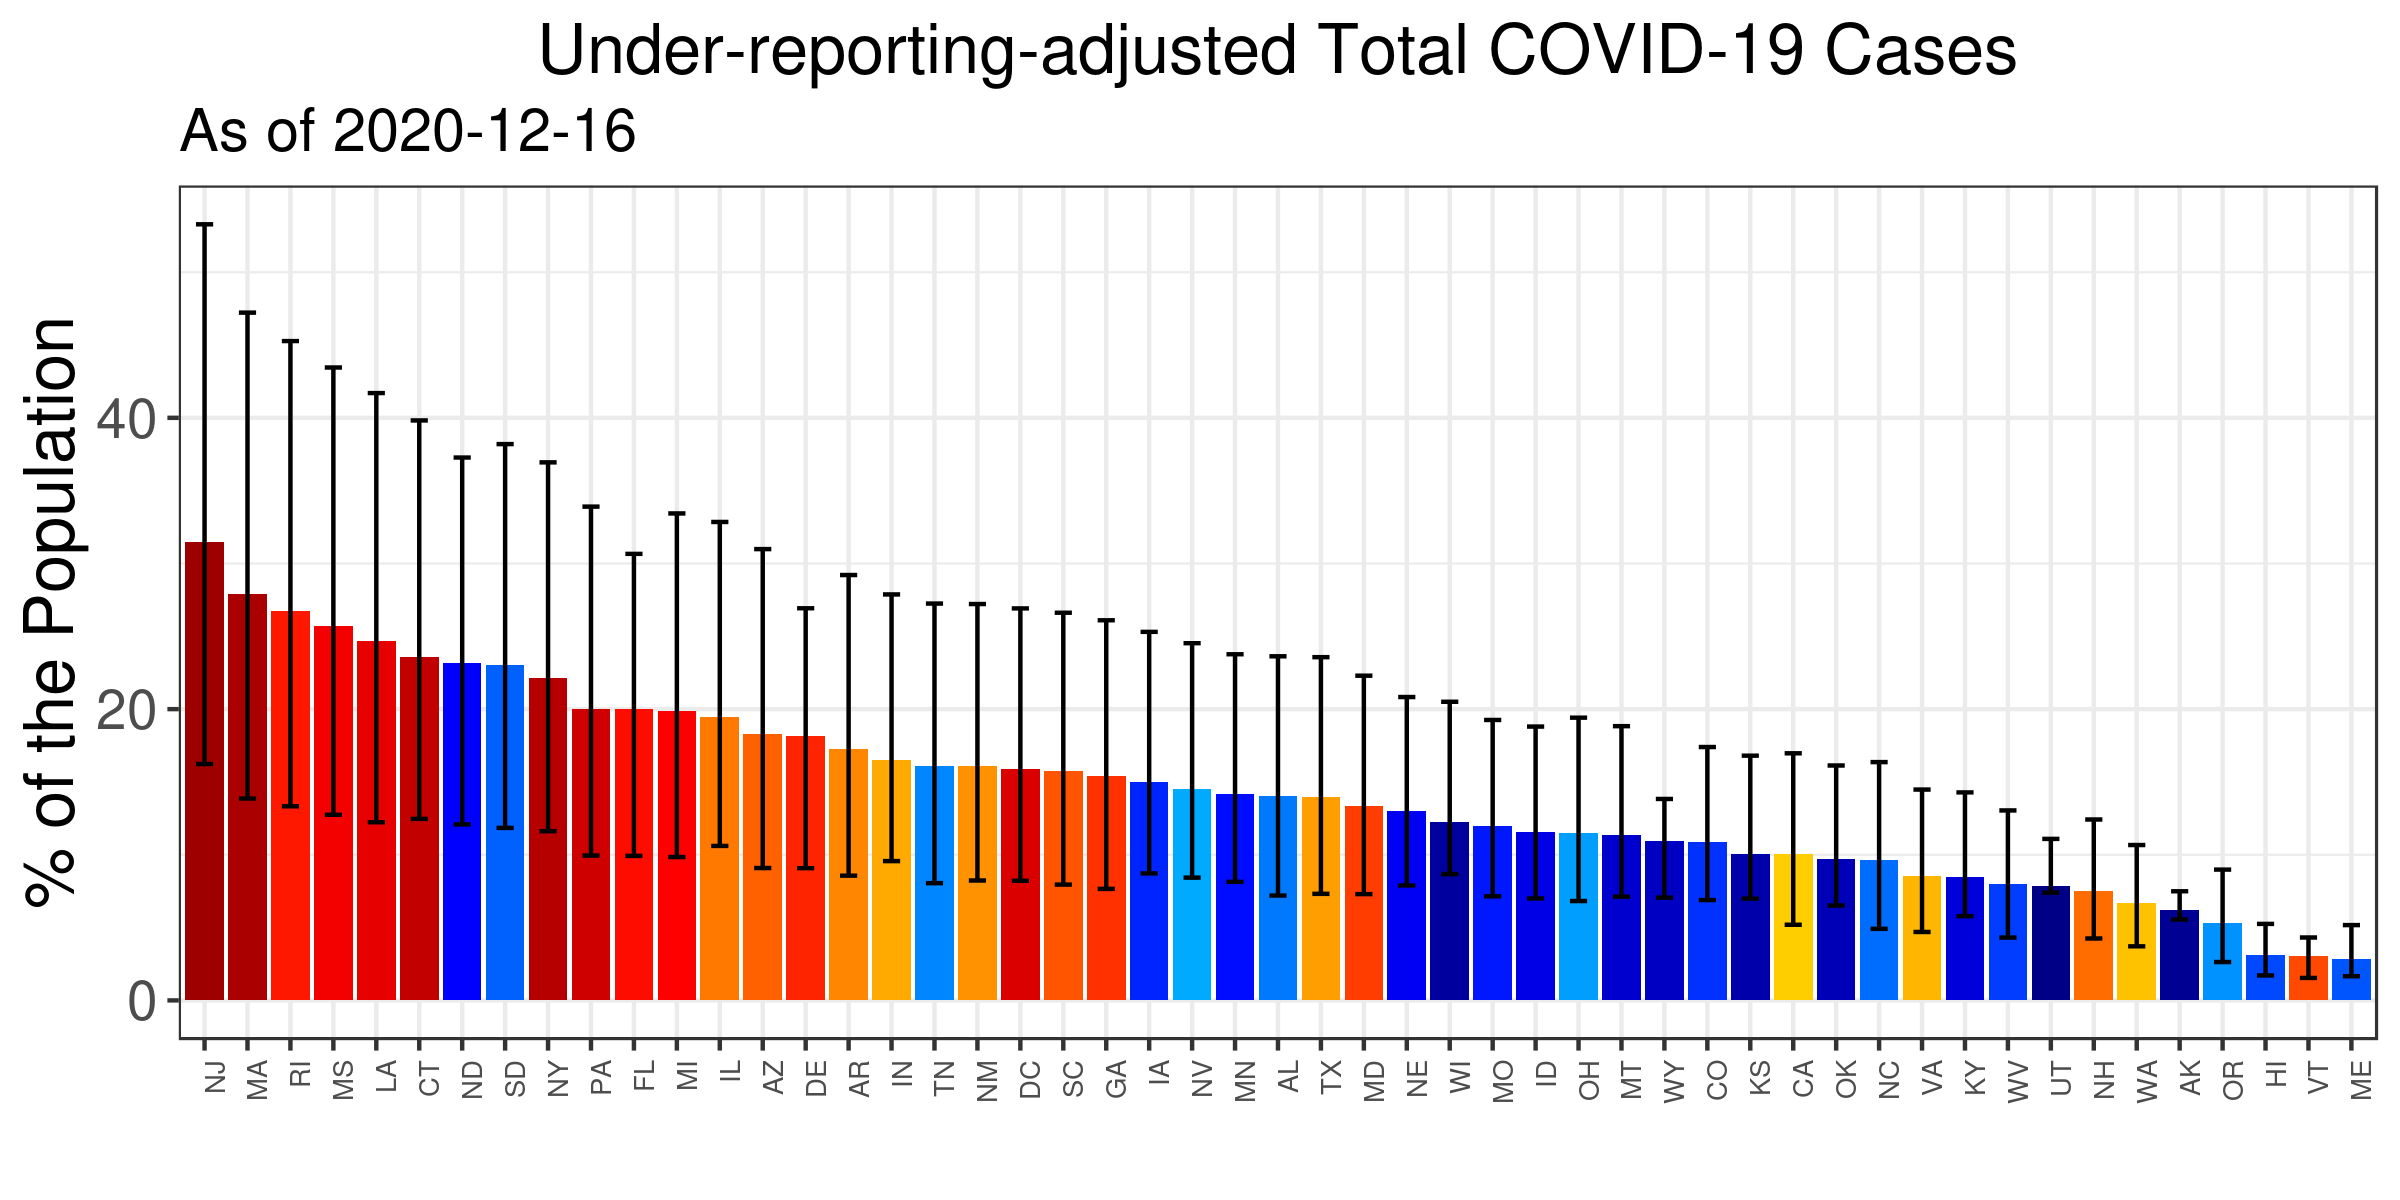 Under-reporting-adjusted Total COVID-19 Cases
As of 2020-12-16
% of the Population
40
20
0
NJ MA RI MS LA CT ND SD NY PA FL MI IL AZ DE AR IN TN NM DC SC GA IA NV MN AL TX MD NE WI MO ID OH MT WY CO KS CA OK NC VA KY WV UT NH WA AK OR HI VT ME